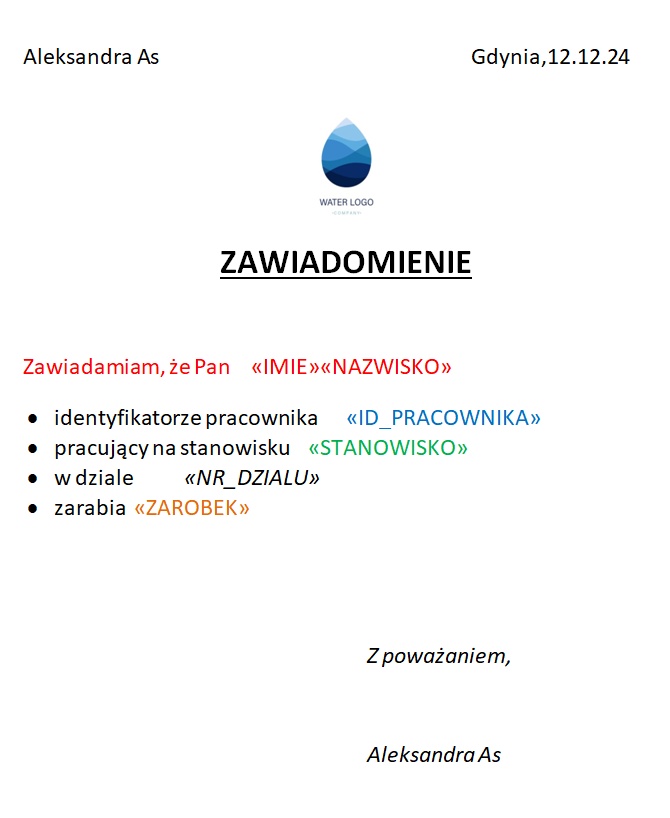 Aleksandra As Gdynia,12.12.24
WATER LOGO
•COMPANY•
ZAWIADOMIENIE
Zawiadamiam, że Pan «IMIE»«NAZWISKO»
• identyfikatorze pracownika «ID_PRACOWNIKA»
• pracujący na stanowisku «STANOWISKO»
• w dziale «NR_DZIALU»
• zarabia «ZAROBEK»
Z poważaniem,
Aleksandra As